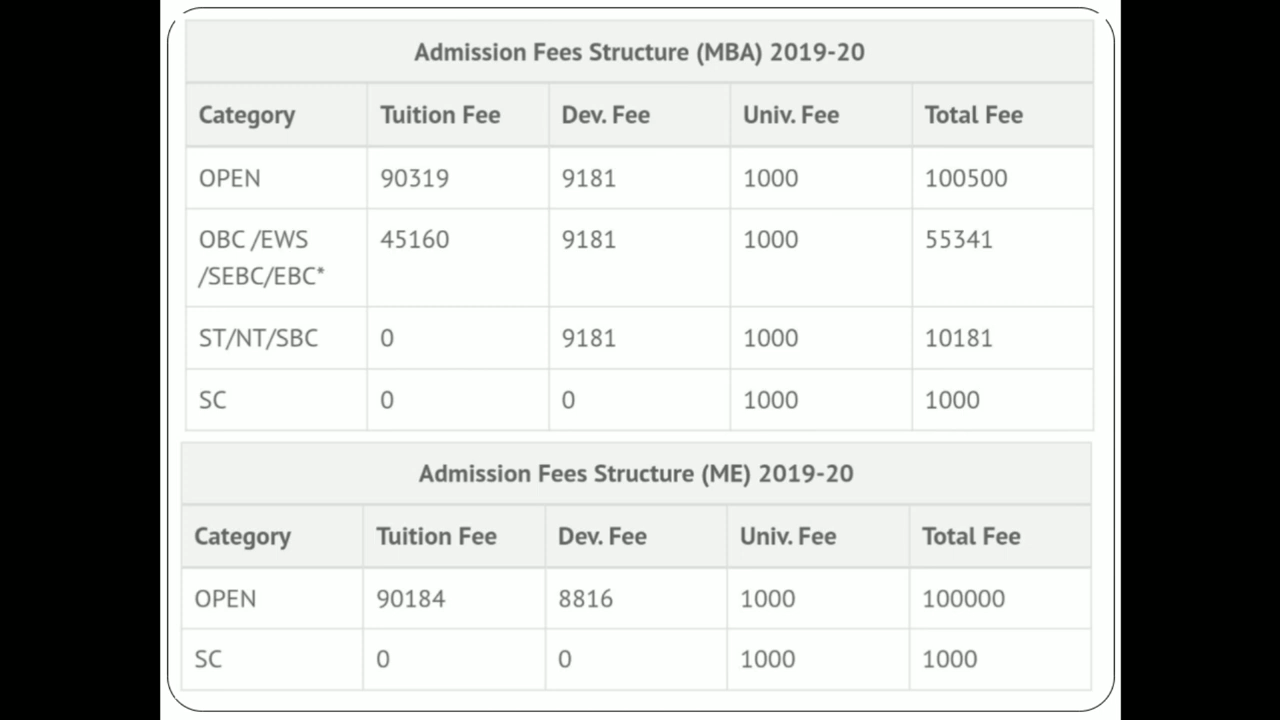 Admission Fees Structure (MBA) 2019-20
Category Tuition Fee Dev. Fee Univ. Fee Total Fee
OPEN 90319 9181 1000 100500
OBC /EWS 45160 9181 1000 55341
/SEBC/EBC*
ST/NT/SBC 0 9181 1000 10181
SC 0 0 1000 1000
Admission Fees Structure (ME) 2019-20
Category Tuition Fee Dev. Fee Univ. Fee Total Fee
OPEN 90184 8816 1000 100000
SC 0 0 1000 1000